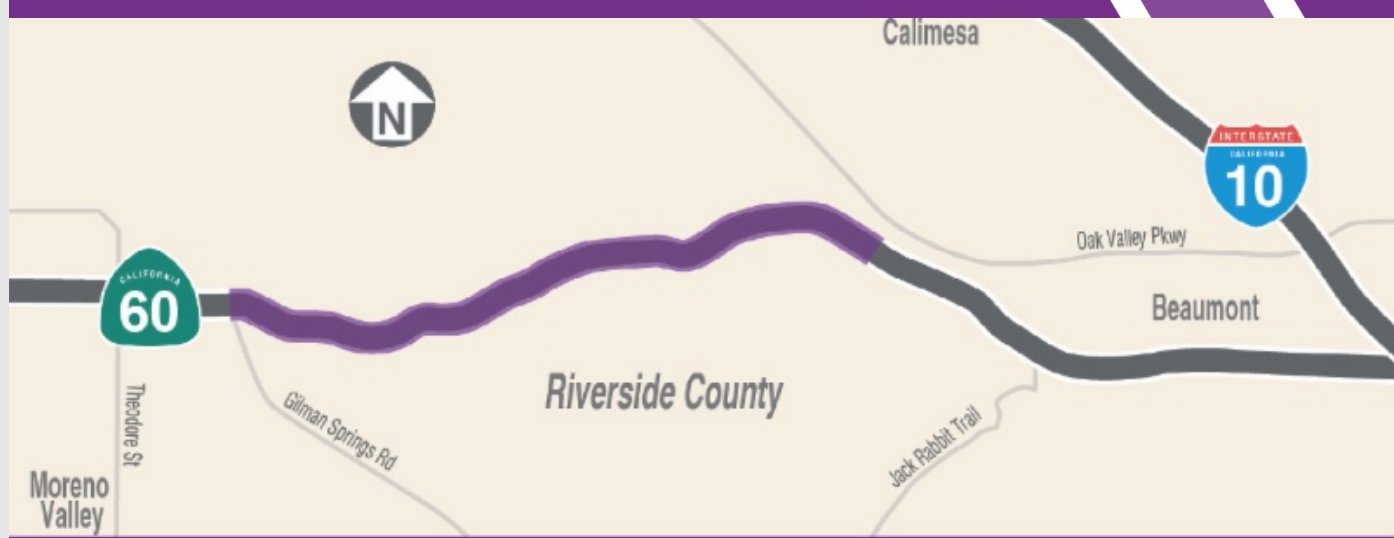 Calimesa
N
INTERSTATE
CALIFORNIA
10
Oak Valley Pkwy
CALIFORNIA
60
Beaumont
Riverside County
Theodore St
Gilman Springs Rd
Jack Rabbit Trail
Moreno
Valley